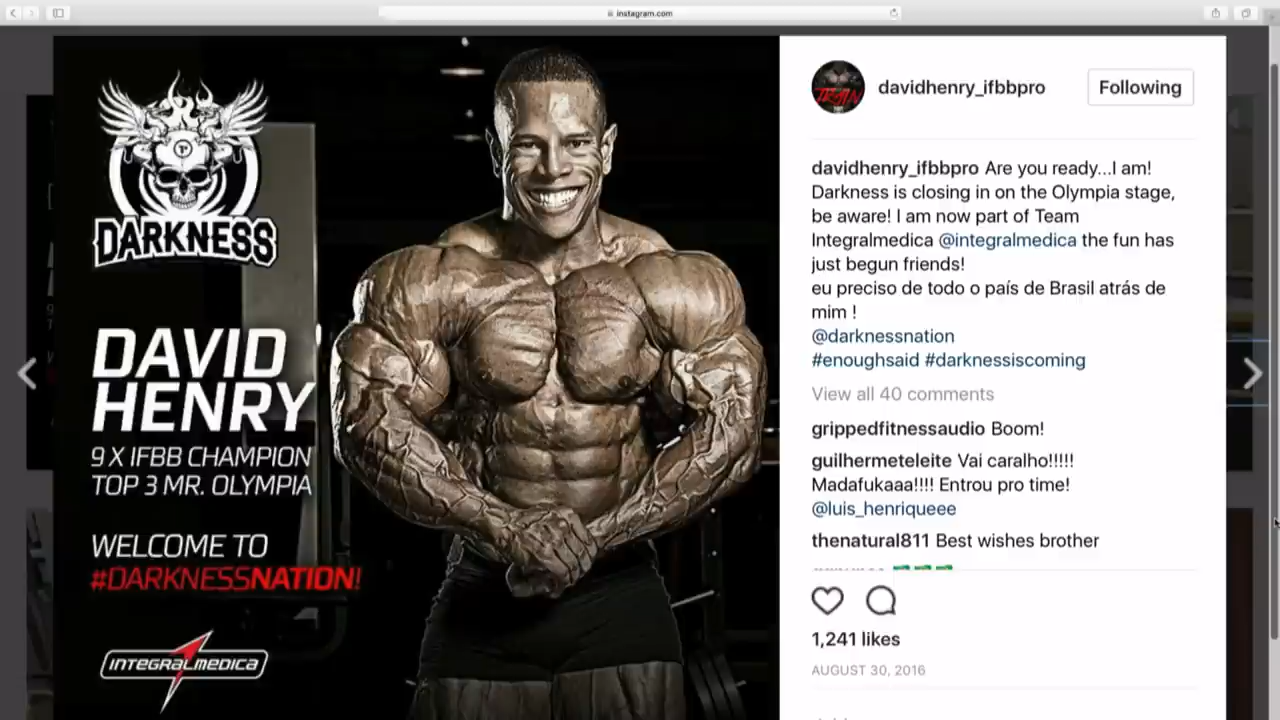 instagram.com
DARKNESS
DAVID
HENRY
9 X IFBB CHAMPION
TOP 3 MR. OLYMPIA
WELCOME TO
#DARKNESSNATION!
INTEGRALMEDICA
TRAIN
davidhenry_ifbbpro
Following
davidhenry_ifbbpro Are you ready...I am!
Darkness is closing in on the Olympia stage,
be aware! I am now part of Team
Integralmedica @integralmedica the fun has
just begun friends!
eu preciso de todo o país de Brasil atrás de
mim !
@darknessnation
#enoughsaid #darknessiscoming
View all 40 comments
grippedfitnessaudio Boom!
guilhermeteleite Vai caralho!!!!!
Madafukaaa!!!! Entrou pro time!
@luis_henriqueee
thenatural811 Best wishes brother
1,241 likes
AUGUST 30, 2016